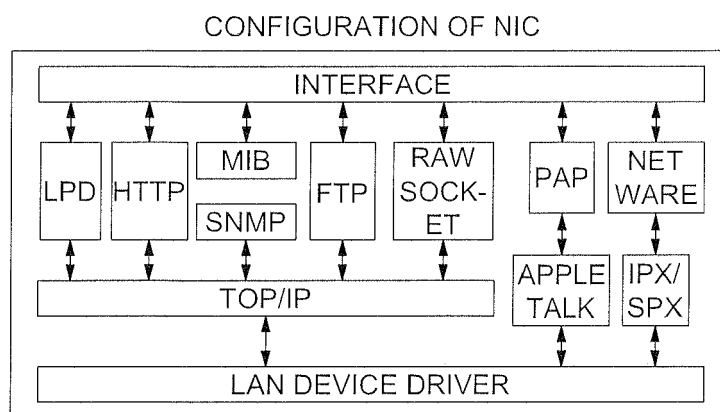 CONFIGURATION OF NIC
INTERFACE
LPD
HTTP
MIB
SNMP
FTP
RAW
SOCK-
ET
PAP
NET
WARE
TOP/IP
APPLE
TALK
IPX/
SPX
LAN DEVICE DRIVER